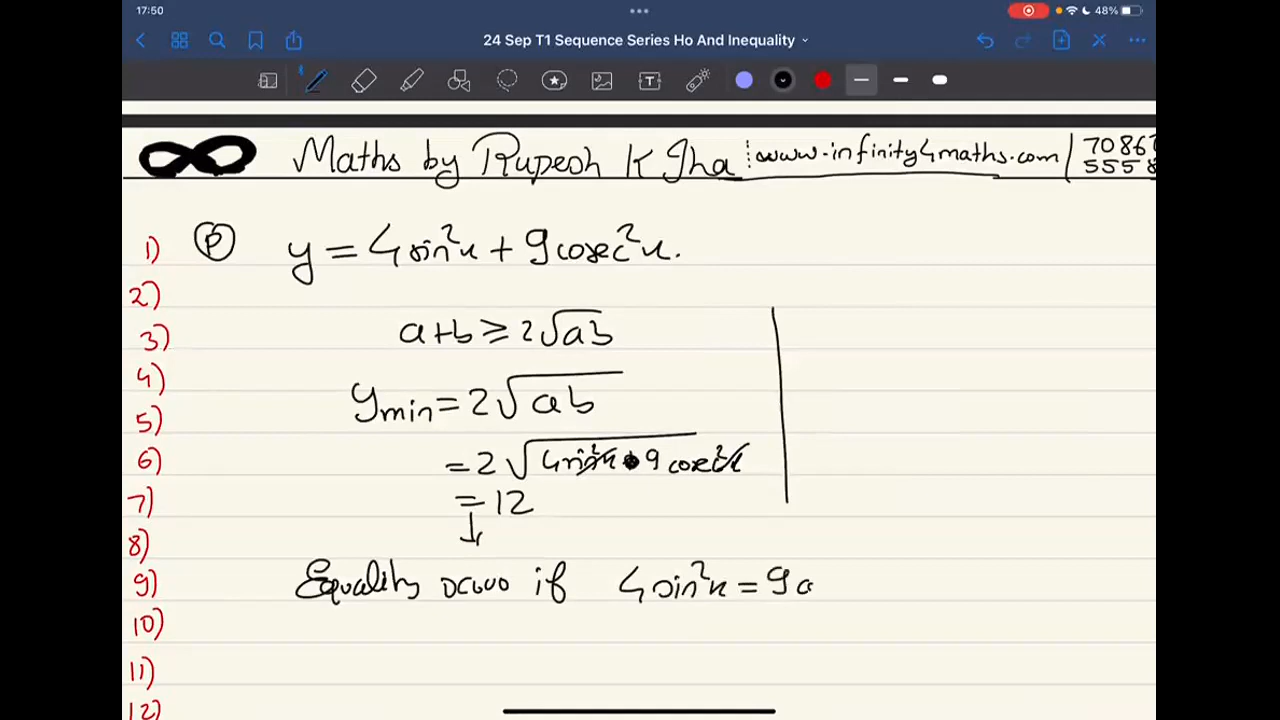 17:50
48%
24 Sep T1 Sequence Series Ho And Inequality
Maths by Rupesh K Jha www.infinity4maths.com
5558
1) P y = 4sin²x + 9cosec²x.
2)
3) a+b ≥ 2√ab
4)
5) ymin = 2√ab
6) = 2√4sin²x • 9cosec²x
7) = 12
8) ↓
9) Equality occurs if 4sin²x = 9c
10)
11)
12)